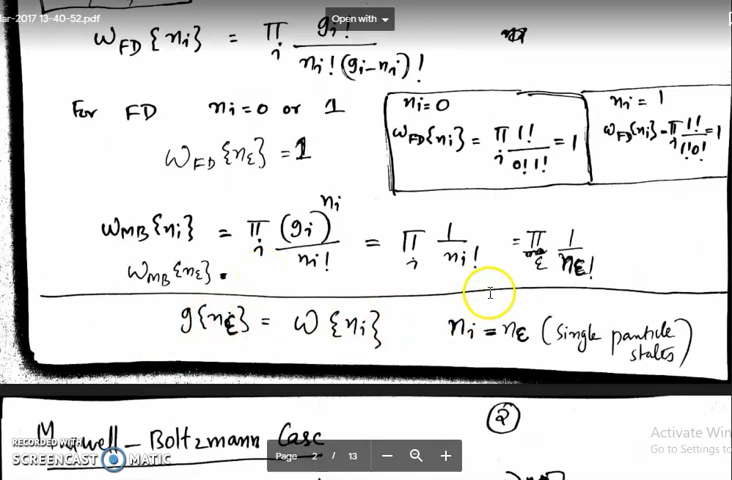 Mar-2017 13-40-52.pdf
Open with
ω_FD {n_i} = Π_i g_i! / n_i! (g_i - n_i)!
For FD n_i = 0 or 1
ω_FD {n_ε} = 1
n_i = 0
ω_FD {n_i} = Π_i 1! / 0! 1! = 1
n_i = 1
ω_FD {n_i} = Π_i 1! / 1! 0! = 1
ω_MB {n_i} = Π_i (g_i)^n_i / n_i! = Π_i 1 / n_i! = Π_ε 1 / n_ε!
ω_MB {n_ε} .
g {n_ε} = ω {n_i} n_i = n_ε (single particle states)
Maxwell - Boltzmann Case
②
RECORDED WITH
SCREENCAST MATIC
Page 2 / 13
Activate Win
Go to Settings to